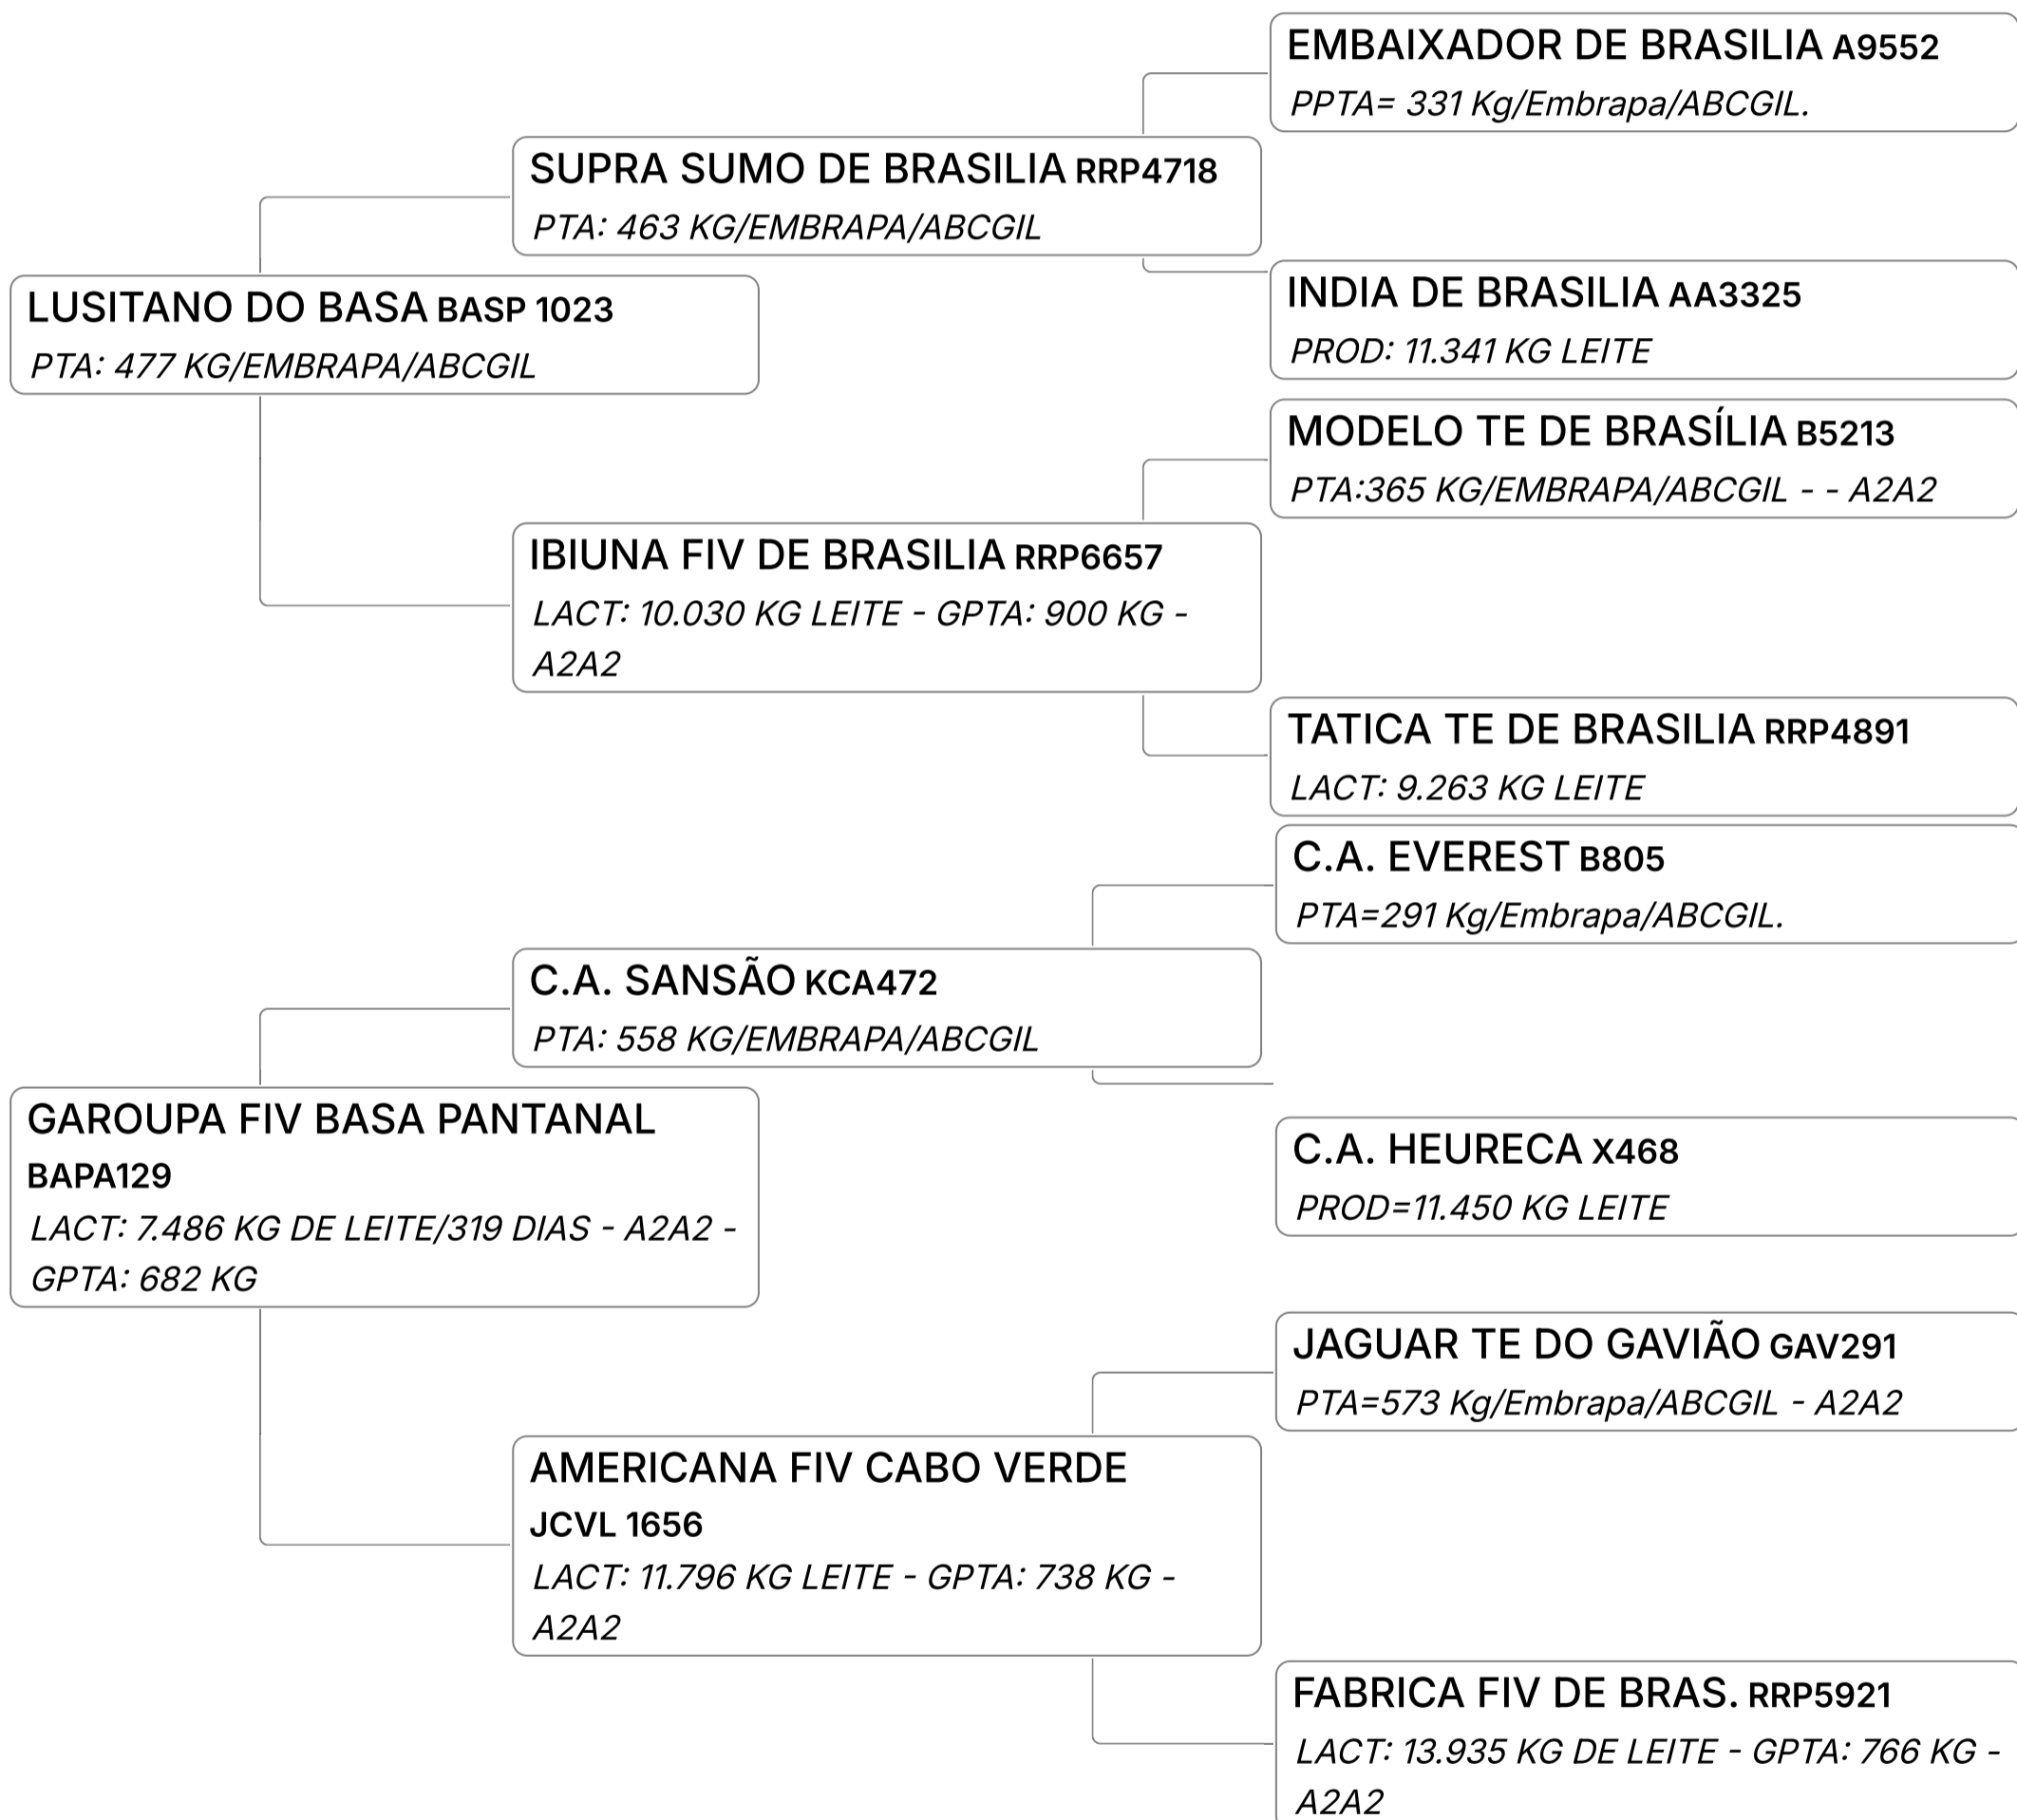 EMBAIXADOR DE BRASILIA A9552
PPTA= 331 Kg/Embrapa/ABCGIL.
SUPRA SUMO DE BRASILIA RRP4718
PTA: 463 KG/EMBRAPA/ABCGIL
INDIA DE BRASILIA AA3325
PROD: 11.341 KG LEITE
LUSITANO DO BASA BASP 1023
PTA: 477 KG/EMBRAPA/ABCGIL
MODELO TE DE BRASÍLIA B5213
PTA:365 KG/EMBRAPA/ABCGIL - - A2A2
IBIUNA FIV DE BRASILIA RRP6657
LACT: 10.030 KG LEITE - GPTA: 900 KG -
A2A2
TATICA TE DE BRASILIA RRP4891
LACT: 9.263 KG LEITE
C.A. EVEREST B805
PTA=291 Kg/Embrapa/ABCGIL.
C.A. SANSÃO KCA472
PTA: 558 KG/EMBRAPA/ABCGIL
C.A. HEURECA X468
PROD=11.450 KG LEITE
GAROUPA FIV BASA PANTANAL
BAPA129
LACT: 7.486 KG DE LEITE/319 DIAS - A2A2 -
GPTA: 682 KG
JAGUAR TE DO GAVIÃO GAV291
PTA=573 Kg/Embrapa/ABCGIL - A2A2
AMERICANA FIV CABO VERDE
JCVL 1656
LACT: 11.796 KG LEITE - GPTA: 738 KG -
A2A2
FABRICA FIV DE BRAS. RRP5921
LACT: 13.935 KG DE LEITE - GPTA: 766 KG -
A2A2